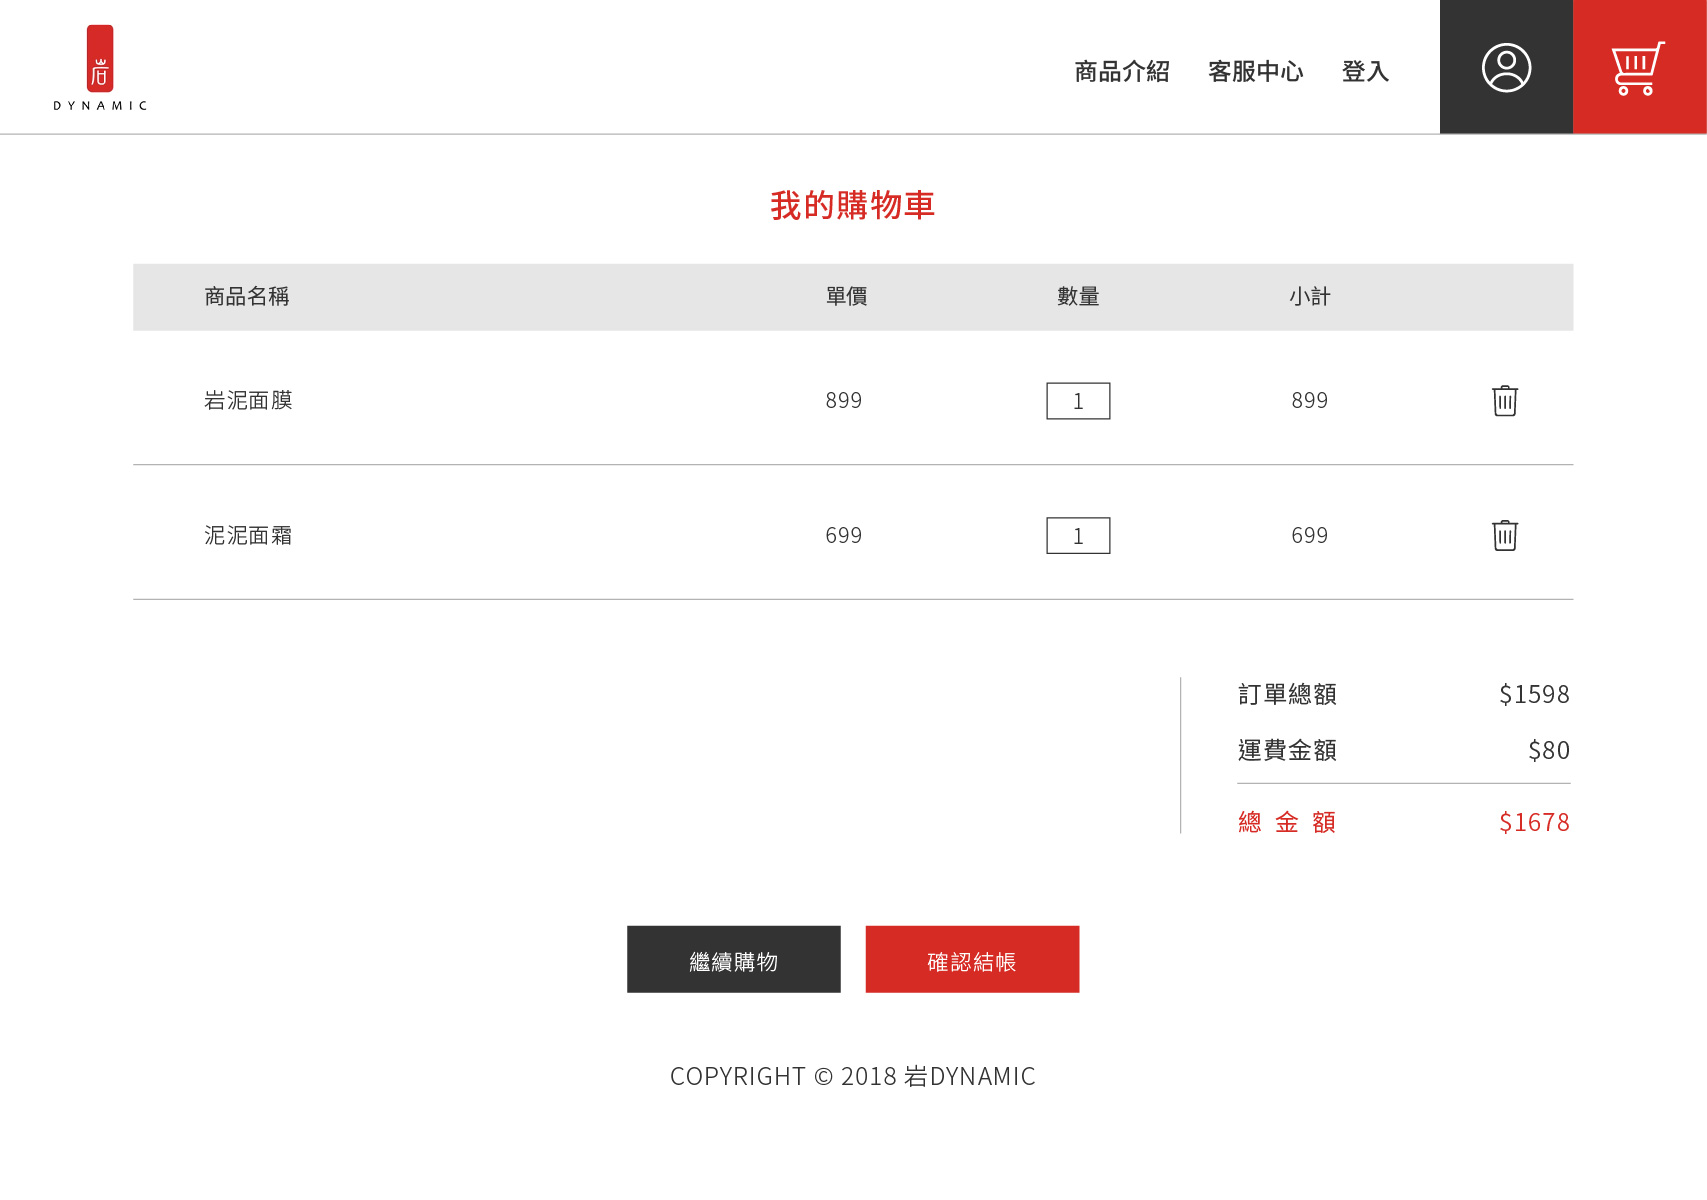 岩
DYNAMIC
商品介紹 客服中心 登入
我的購物車
商品名稱 單價 數量 小計
岩泥面膜 899 1 899
泥泥面霜 699 1 699
訂單總額 $1598
運費金額 $80
總金額 $1678
繼續購物 確認結帳
COPYRIGHT © 2018 岩DYNAMIC